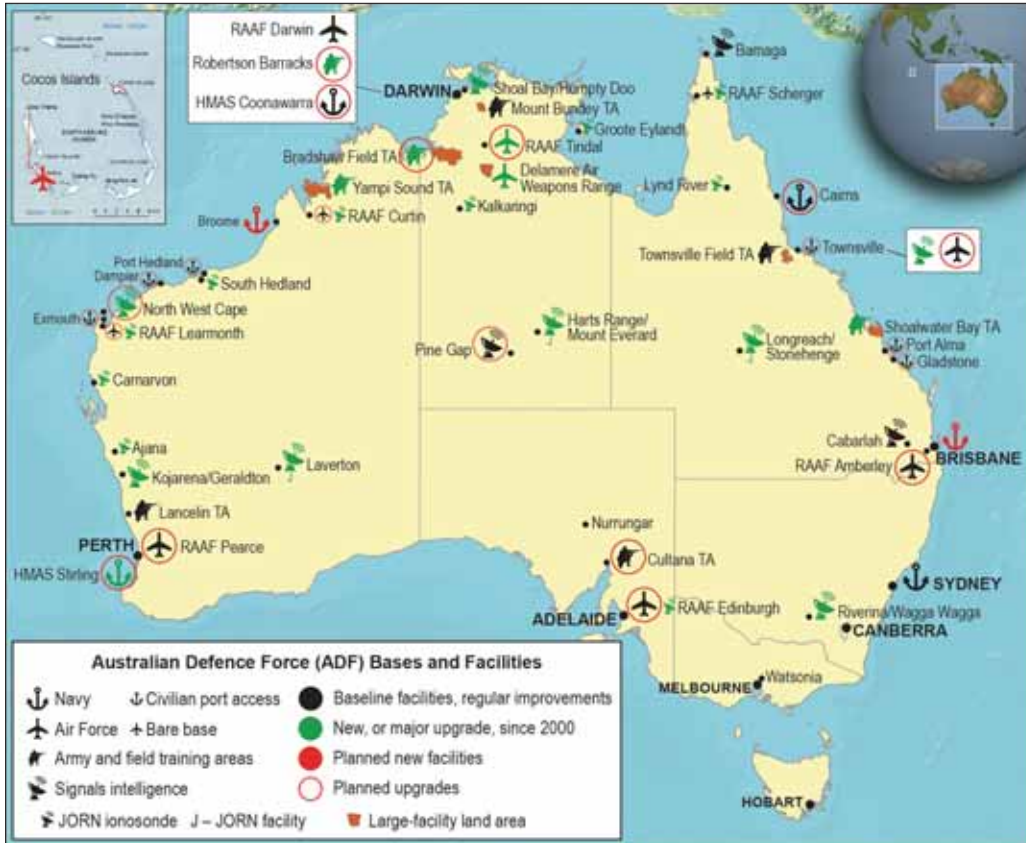 RAAF Darwin
Robertson Barracks
HMAS Coonawarra
Cocos Islands
DARWIN
Shoal Bay/Humpty Doo
Mount Bundey TA
Bamaga
RAAF Scherger
Groote Eylandt
Bradshaw Field TA
RAAF Tindal
Delamere Air
Weapons Range
Yampi Sound TA
Lynd River
Cairns
Broome
RAAF Curtin
Kalkaringi
Townsville
Townsville Field TA
Port Hedland
Dampier
South Hedland
Exmouth
North West Cape
RAAF Learmonth
Harts Range/
Mount Everard
Pine Gap
Longreach/
Stonehenge
Shoalwater Bay TA
Port Alma
Gladstone
Carnarvon
Ajana
Kojarena/Geraldton
Laverton
Cabarlah
BRISBANE
RAAF Amberley
Lancelin TA
Nurrungar
PERTH
RAAF Pearce
HMAS Stirling
Cultana TA
SYDNEY
ADELAIDE
RAAF Edinburgh
Riverina/Wagga Wagga
CANBERRA
Watsonia
MELBOURNE
HOBART
Australian Defence Force (ADF) Bases and Facilities
Navy
Civilian port access
Baseline facilities, regular improvements
Air Force
Bare base
New, or major upgrade, since 2000
Army and field training areas
Planned new facilities
Signals intelligence
Planned upgrades
JORN ionosonde
J – JORN facility
Large-facility land area